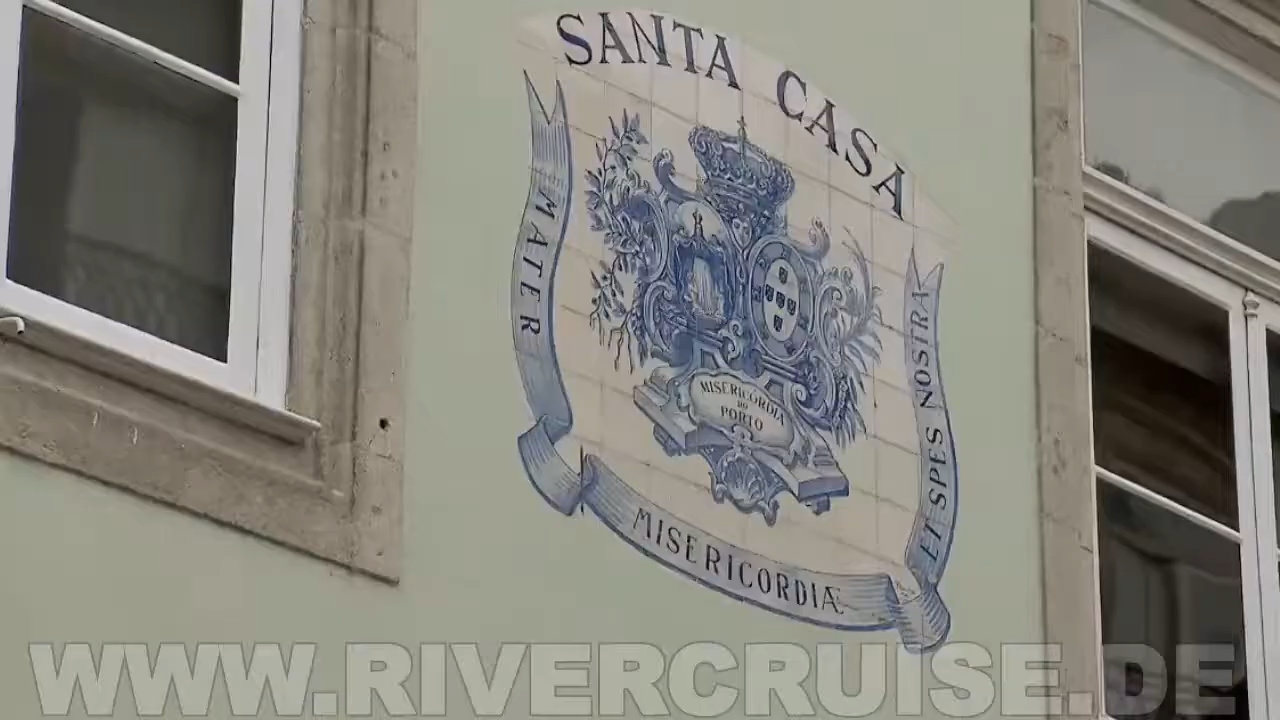 SANTA CASA
MATER
MISERICORDIÆ
ET SPES NOSTRA
MISERICORDIA
DO
PORTO
WWW.RIVERCRUISE.DE